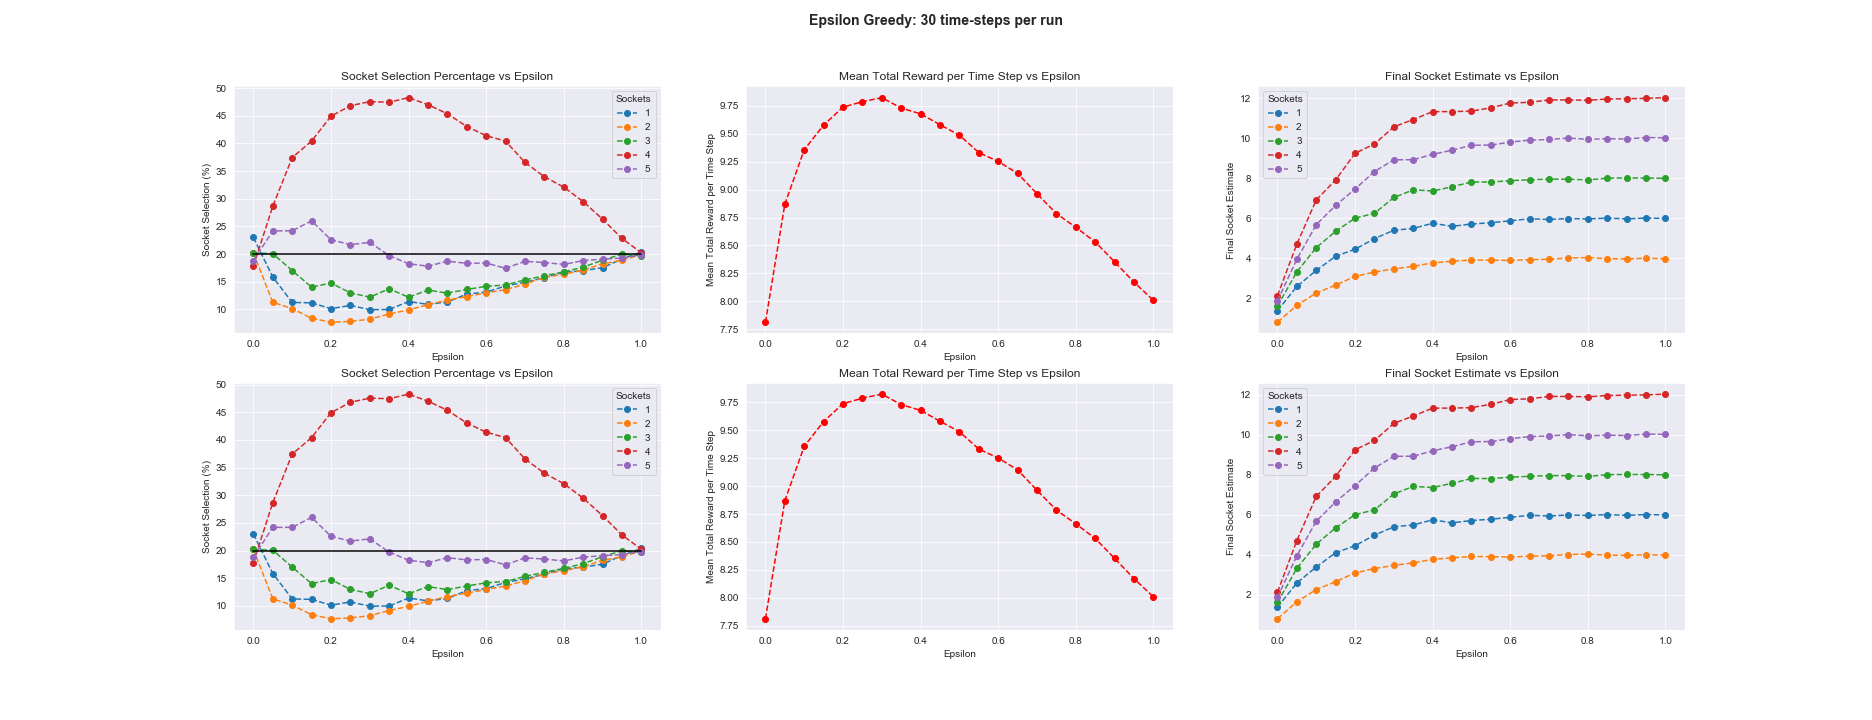 Epsilon Greedy: 30 time-steps per run
Socket Selection Percentage vs Epsilon
Socket Selection (%)
50
45
40
35
30
25
20
15
10
Sockets
1
2
3
4
5
0.0 0.2 0.4 0.6 0.8 1.0
Epsilon
Mean Total Reward per Time Step vs Epsilon
Mean Total Reward per Time Step
9.75
9.50
9.25
9.00
8.75
8.50
8.25
8.00
7.75
0.0 0.2 0.4 0.6 0.8 1.0
Epsilon
Final Socket Estimate vs Epsilon
Final Socket Estimate
12
10
8
6
4
2
Sockets
1
2
3
4
5
0.0 0.2 0.4 0.6 0.8 1.0
Epsilon
Socket Selection Percentage vs Epsilon
Socket Selection (%)
50
45
40
35
30
25
20
15
10
Sockets
1
2
3
4
5
0.0 0.2 0.4 0.6 0.8 1.0
Epsilon
Mean Total Reward per Time Step vs Epsilon
Mean Total Reward per Time Step
9.75
9.50
9.25
9.00
8.75
8.50
8.25
8.00
7.75
0.0 0.2 0.4 0.6 0.8 1.0
Epsilon
Final Socket Estimate vs Epsilon
Final Socket Estimate
12
10
8
6
4
2
Sockets
1
2
3
4
5
0.0 0.2 0.4 0.6 0.8 1.0
Epsilon